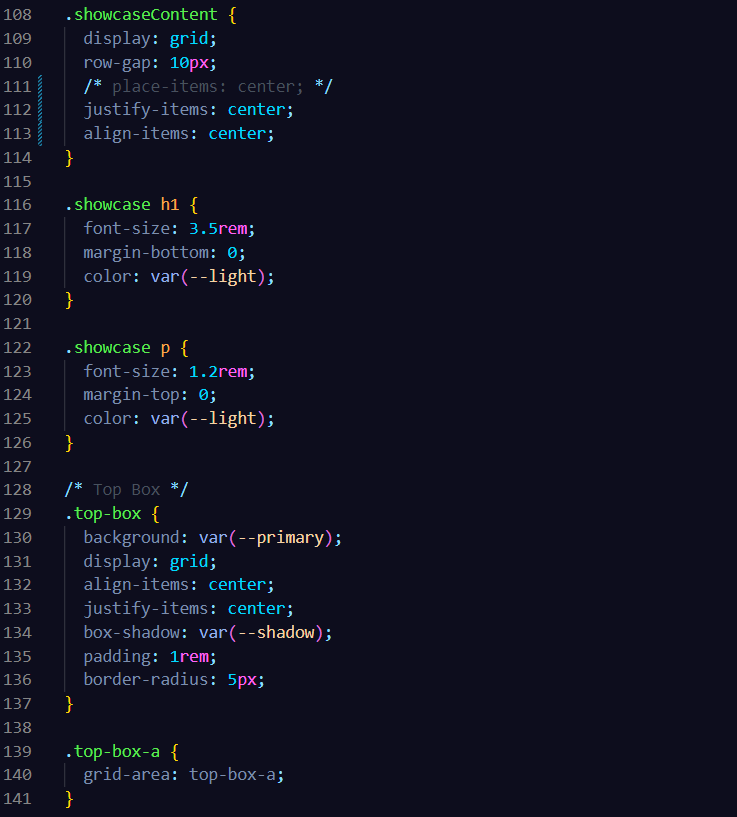 108 .showcaseContent {
109 display: grid;
110 row-gap: 10px;
111 /* place-items: center; */
112 justify-items: center;
113 align-items: center;
114 }
115
116 .showcase h1 {
117 font-size: 3.5rem;
118 margin-bottom: 0;
119 color: var(--light);
120 }
121
122 .showcase p {
123 font-size: 1.2rem;
124 margin-top: 0;
125 color: var(--light);
126 }
127
128 /* Top Box */
129 .top-box {
130 background: var(--primary);
131 display: grid;
132 align-items: center;
133 justify-items: center;
134 box-shadow: var(--shadow);
135 padding: 1rem;
136 border-radius: 5px;
137 }
138
139 .top-box-a {
140 grid-area: top-box-a;
141 }